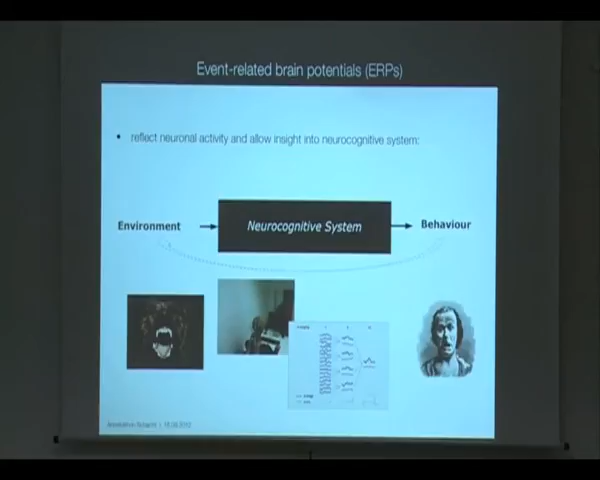 Event-related brain potentials (ERPs)
• reflect neuronal activity and allow insight into neurocognitive system:
Environment
Neurocognitive System
Behaviour